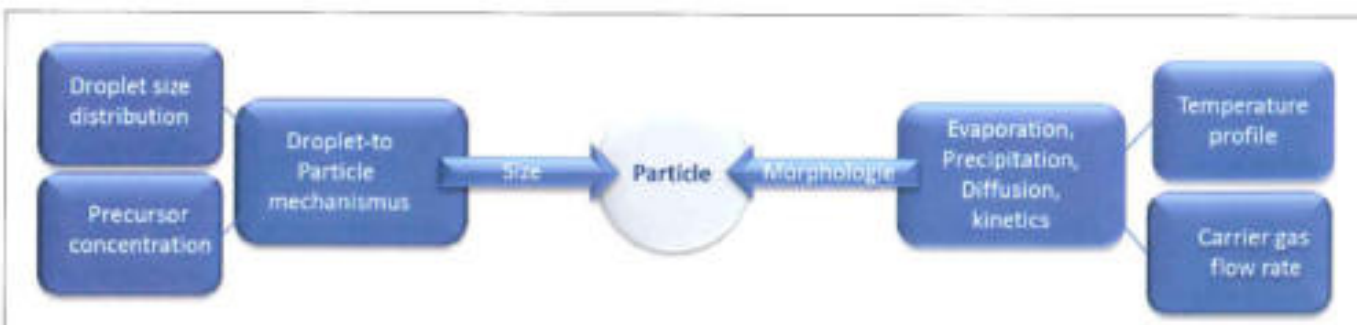 Droplet size
distribution
Precursor
concentration
Droplet-to
Particle
mechanismus
Size
Particle
Morphologie
Evaporation,
Precipitation,
Diffusion,
kinetics
Temperature
profile
Carrier gas
flow rate